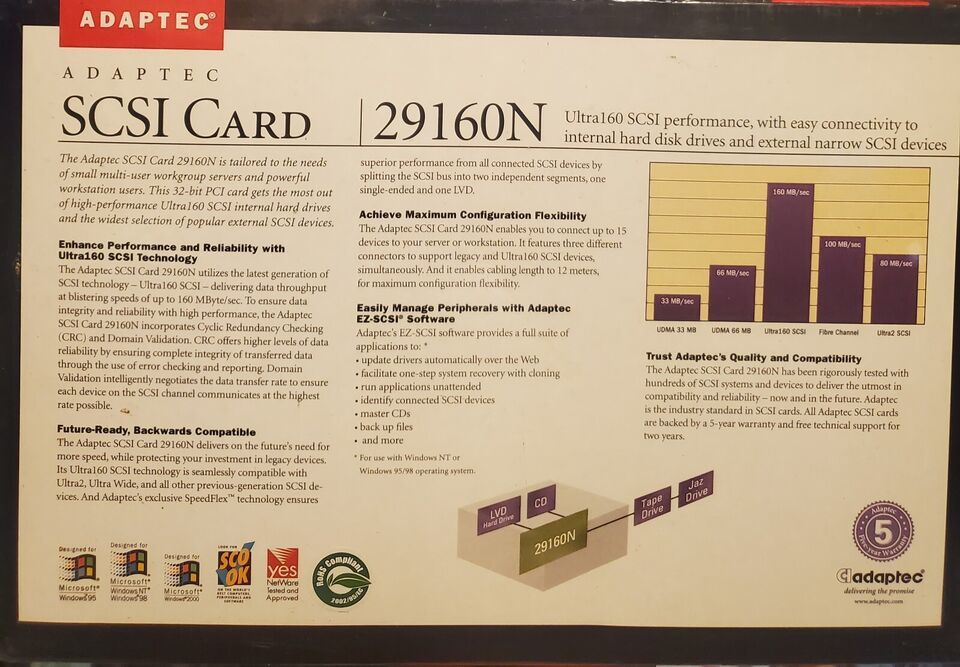 ADAPTEC®
ADAPTEC
SCSI CARD
29160N
Ultra160 SCSI performance, with easy connectivity to
internal hard disk drives and external narrow SCSI devices
The Adaptec SCSI Card 29160N is tailored to the needs
of small multi-user workgroup servers and powerful
workstation users. This 32-bit PCI card gets the most out
of high-performance Ultra160 SCSI internal hard drives
and the widest selection of popular external SCSI devices.
Enhance Performance and Reliability with
Ultra160 SCSI Technology
The Adaptec SCSI Card 29160N utilizes the latest generation of
SCSI technology – Ultra160 SCSI – delivering data throughput
at blistering speeds of up to 160 MByte/sec. To ensure data
integrity and reliability with high performance, the Adaptec
SCSI Card 29160N incorporates Cyclic Redundancy Checking
(CRC) and Domain Validation. CRC offers higher levels of data
reliability by ensuring complete integrity of transferred data
through the use of error checking and reporting. Domain
Validation intelligently negotiates the data transfer rate to ensure
each device on the SCSI channel communicates at the highest
rate possible.
Future-Ready, Backwards Compatible
The Adaptec SCSI Card 29160N delivers on the future's need for
more speed, while protecting your investment in legacy devices.
Its Ultra160 SCSI technology is seamlessly compatible with
Ultra2, Ultra Wide, and all other previous-generation SCSI de-
vices. And Adaptec's exclusive SpeedFlex™ technology ensures
superior performance from all connected SCSI devices by
splitting the SCSI bus into two independent segments, one
single-ended and one LVD.
Achieve Maximum Configuration Flexibility
The Adaptec SCSI Card 29160N enables you to connect up to 15
devices to your server or workstation. It features three different
connectors to support legacy and Ultra160 SCSI devices,
simultaneously. And it enables cabling length to 12 meters,
for maximum configuration flexibility.
Easily Manage Peripherals with Adaptec
EZ-SCSI® Software
Adaptec's EZ-SCSI software provides a full suite of
applications to: *
• update drivers automatically over the Web
• facilitate one-step system recovery with cloning
• run applications unattended
• identify connected SCSI devices
• master CDs
• back up files
• and more
* For use with Windows NT or
Windows 95/98 operating system.
160 MB/sec
100 MB/sec
80 MB/sec
66 MB/sec
33 MB/sec
UDMA 33 MB UDMA 66 MB Ultra160 SCSI Fibre Channel Ultra2 SCSI
Trust Adaptec's Quality and Compatibility
The Adaptec SCSI Card 29160N has been rigorously tested with
hundreds of SCSI systems and devices to deliver the utmost in
compatibility and reliability – now and in the future. Adaptec
is the industry standard in SCSI cards. All Adaptec SCSI cards
are backed by a 5-year warranty and free technical support for
two years.
LVD
Hard Drive
CD
29160N
Tape
Drive
Jaz
Drive
Designed for
Microsoft®
Windows®95
Designed for
Microsoft®
Windows NT®
Windows®98
Designed for
Microsoft®
Windows®2000
LOOK FOR
SCO
OK
ON THE WORLD'S
BEST COMPUTERS,
PERIPHERALS AND
SOFTWARE
yes
NetWare
Tested and
Approved
RoHS Compliant
2002/95/EC
Adaptec
5
Five-Year Warranty
adaptec®
delivering the promise
www.adaptec.com